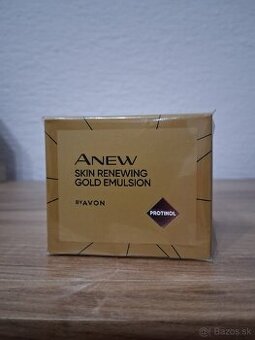 ANEW
SKIN RENEWING
GOLD EMULSION
BY AVON
PROTINOL
Bazos.sk